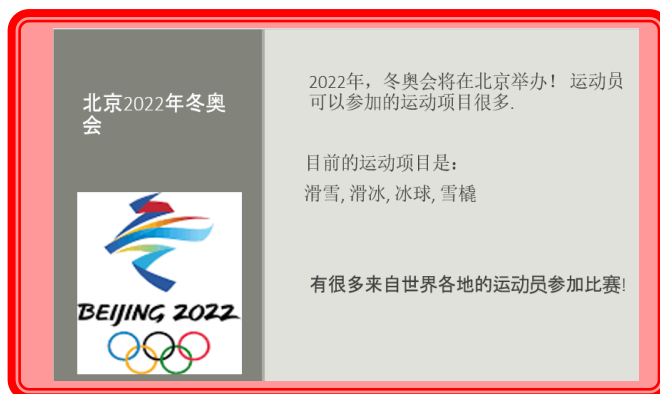 北京2022年冬奥
会
BEIJING 2022
2022年，冬奥会将在北京举办！ 运动员
可以参加的运动项目很多.
目前的运动项目是：
滑雪, 滑冰, 冰球, 雪橇
有很多来自世界各地的运动员参加比赛!